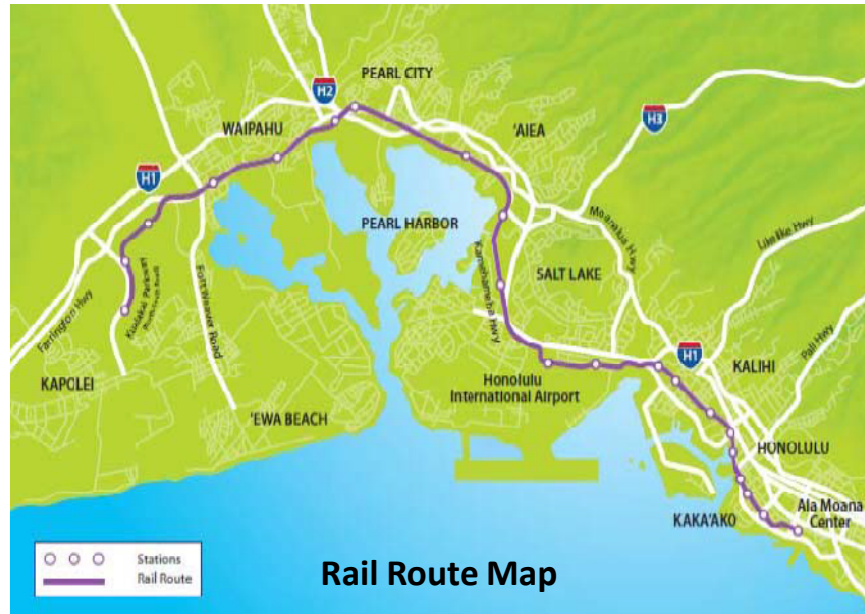 PEARL CITY
H2
WAIPAHU
'AIEA
H3
H1
PEARL HARBOR
Moanalua Hwy
Likelike Hwy
SALT LAKE
Kamehameha Hwy
Kualakai Parkway
Fort Weaver Road
Farrington Hwy
H1
Pali Hwy
KALIHI
KAPOLEI
Honolulu
International Airport
'EWA BEACH
HONOLULU
Ala Moana
Center
KAKA'AKO
Stations
Rail Route
Rail Route Map